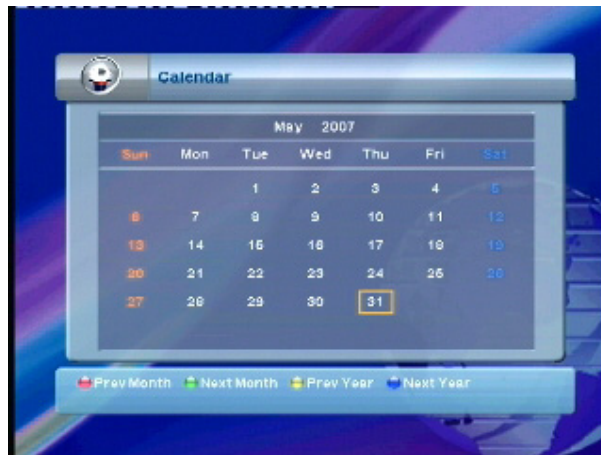 Calendar
May 2007
Sun Mon Tue Wed Thu Fri Sat
1 2 3 4 5
6 7 8 9 10 11 12
13 14 15 16 17 18 19
20 21 22 23 24 25 26
27 28 29 30 31
Prev Month Next Month Prev Year Next Year